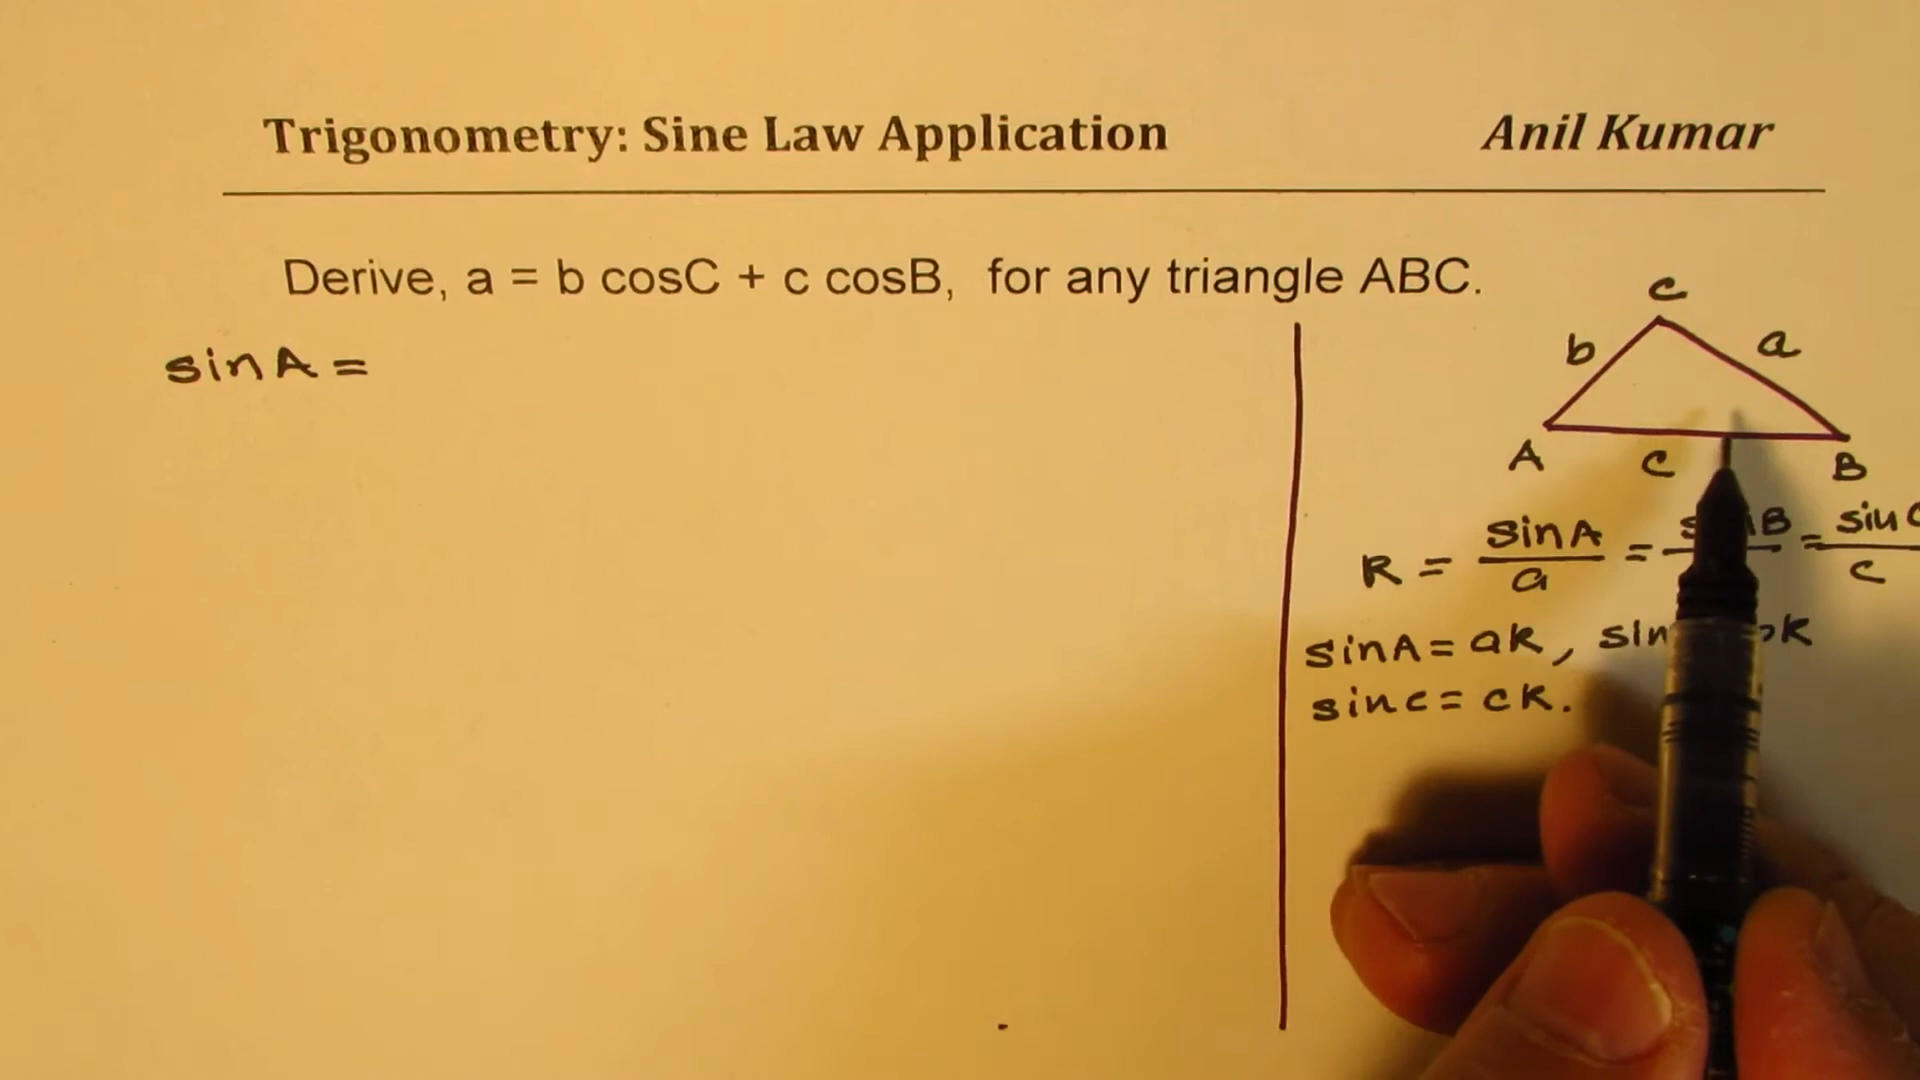 Trigonometry: Sine Law Application Anil Kumar
Derive, a = b cosC + c cosB, for any triangle ABC.
sinA =
C
b a
A c B
K = sinA/a = B = sin /c
sinA = ak, sin k
sinc = ck.